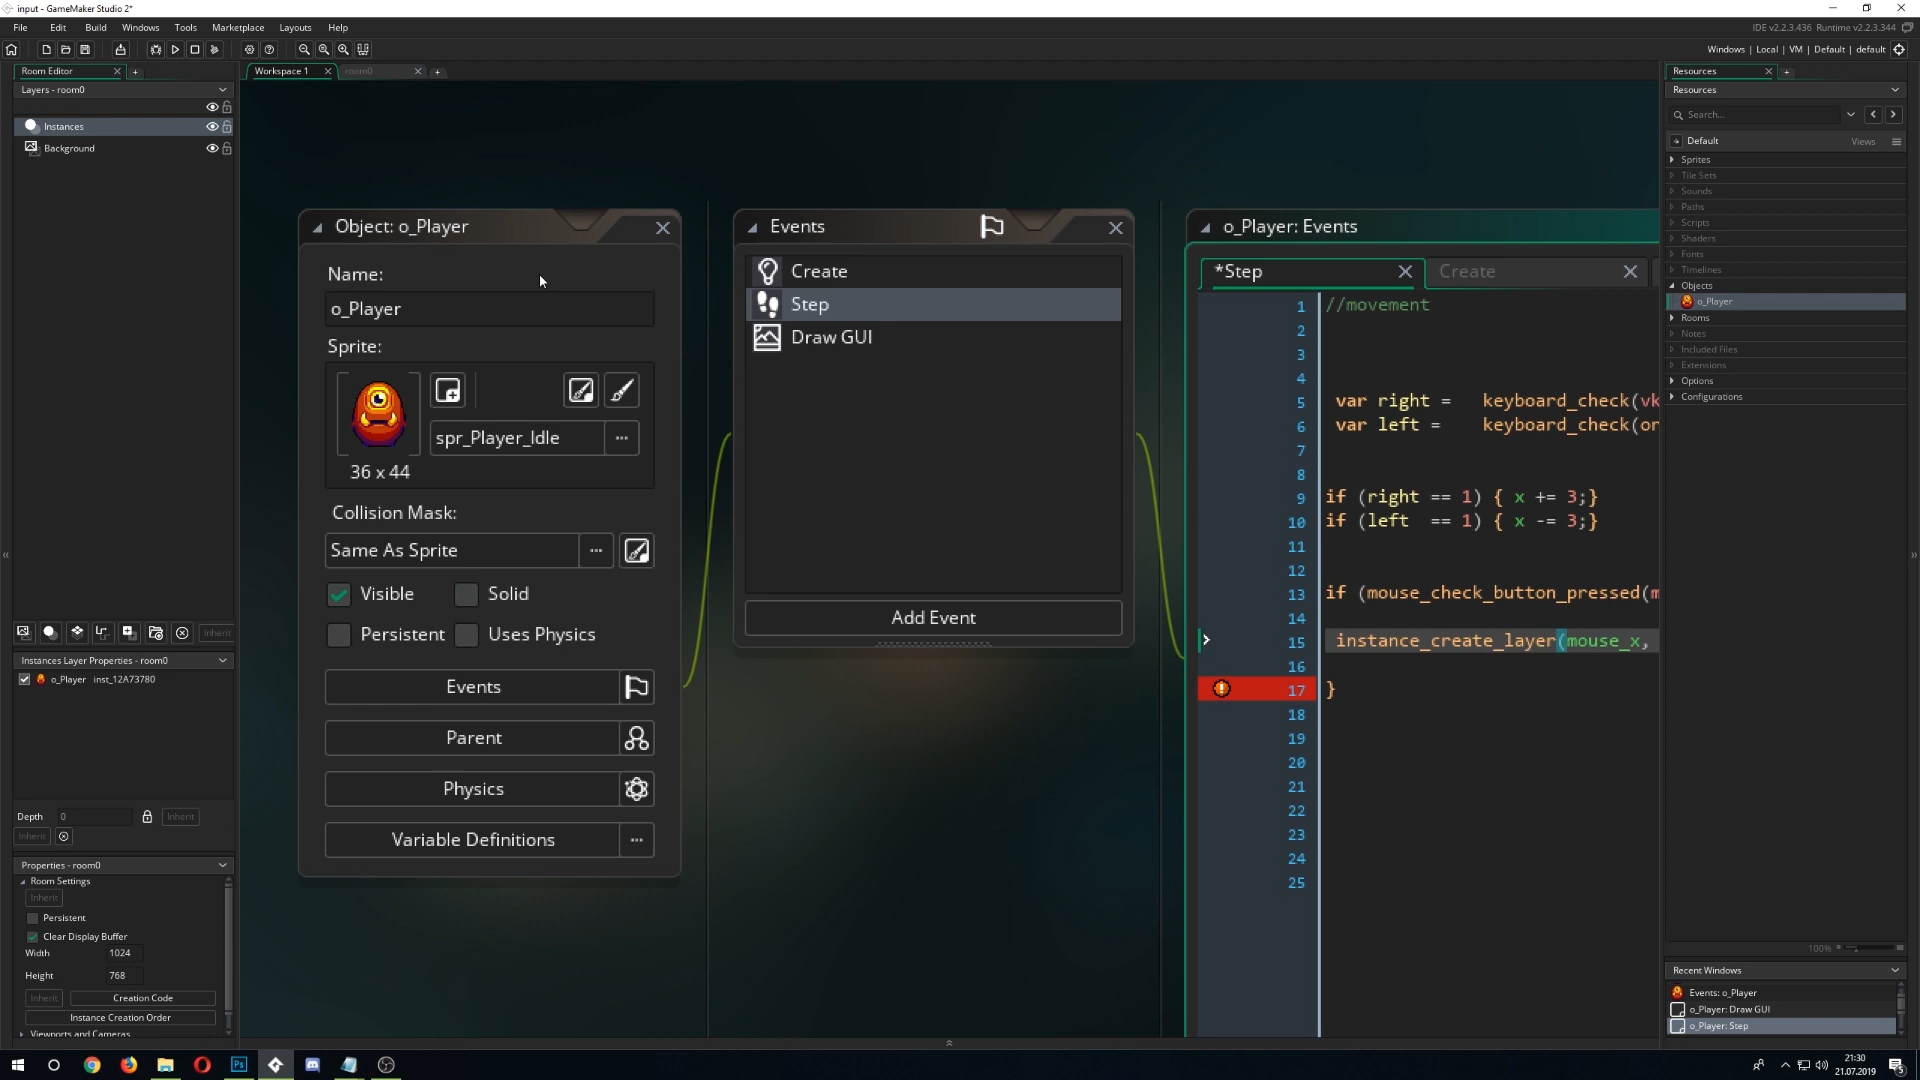 input - GameMaker Studio 2*
File Edit Build Windows Tools Marketplace Layouts Help
IDE v2.2.3.436 Runtime v2.2.3.344
Windows | Local | VM | Default | default
Room Editor
Layers - room0
Instances
Background
Inherit
Instances Layer Properties - room0
o_Player inst_12A73780
Depth 0 Inherit
Inherit
Properties - room0
Room Settings
Inherit
Persistent
Clear Display Buffer
Width 1024
Height 768
Inherit Creation Code
Instance Creation Order
Viewports and Cameras
Workspace 1 room0
Object: o_Player
Name:
o_Player
Sprite:
spr_Player_Idle ...
36 x 44
Collision Mask:
Same As Sprite ...
Visible Solid
Persistent Uses Physics
Events
Parent
Physics
Variable Definitions ...
Events
Create
Step
Draw GUI
Add Event
o_Player: Events
*Step Create
1 //movement
2
3
4
5 var right = keyboard_check(vk
6 var left = keyboard_check(or
7
8
9 if (right == 1) { x += 3;}
10 if (left == 1) { x -= 3;}
11
12
13 if (mouse_check_button_pressed(m
14
15 instance_create_layer(mouse_x,
16
17 }
18
19
20
21
22
23
24
25
Resources
Resources
Search...
Default Views
Sprites
Tile Sets
Sounds
Paths
Scripts
Shaders
Fonts
Timelines
Objects
o_Player
Rooms
Notes
Included Files
Extensions
Options
Configurations
100%
Recent Windows
Events: o_Player
o_Player: Draw GUI
o_Player: Step
Ps
21:30
21.07.2019
5